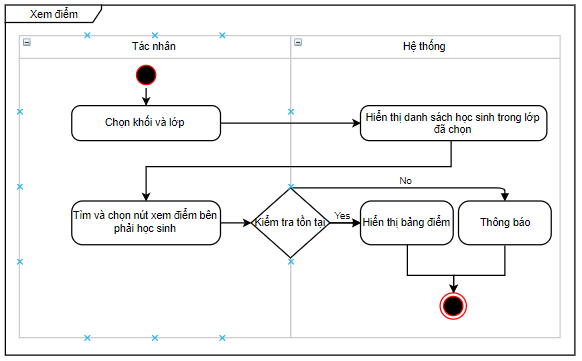 Xem điểm
Tác nhân
Hệ thống
Chọn khối và lớp
Hiển thị danh sách học sinh trong lớp
đã chọn
No
Tìm và chọn nút xem điểm bên
phải học sinh
Kiểm tra tồn tại
Yes
Hiển thị bảng điểm
Thông báo